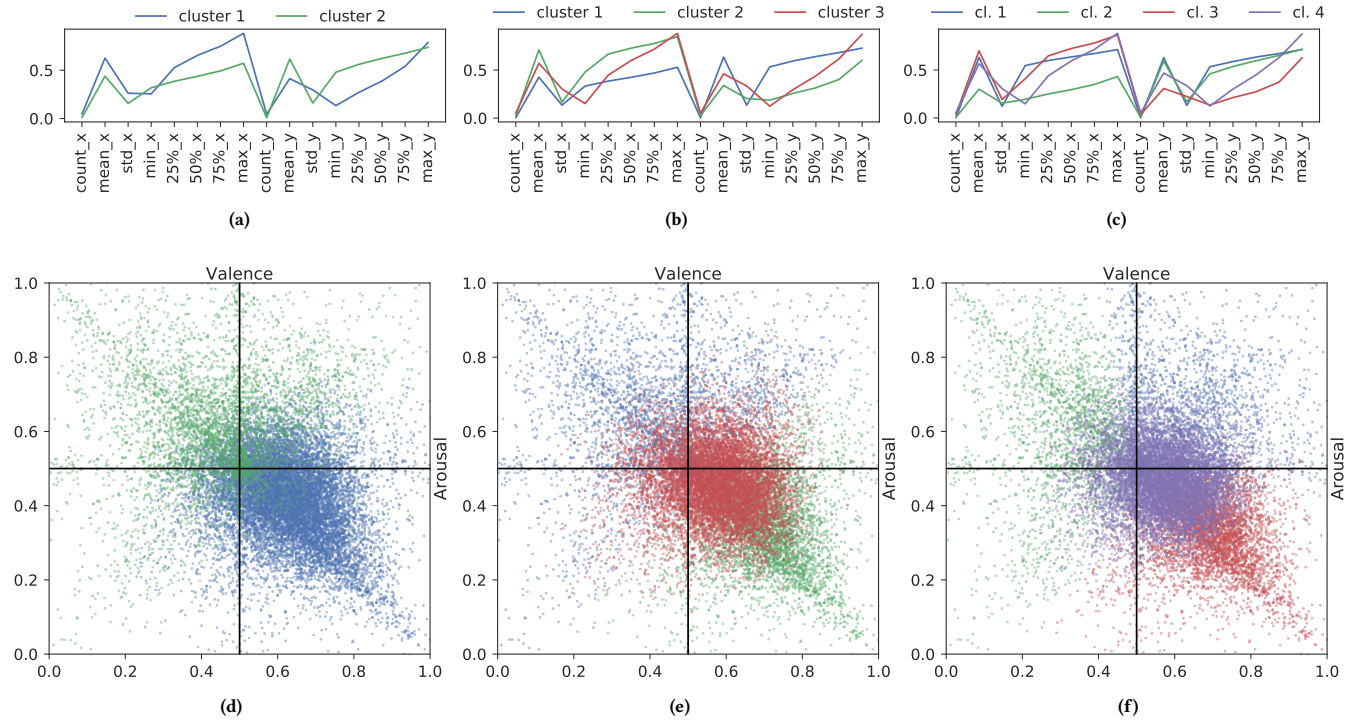 cluster 1 cluster 2
0.5
0.0
count_x mean_x std_x min_x 25%_x 50%_x 75%_x max_x count_y mean_y std_y min_y 25%_y 50%_y 75%_y max_y
(a)
cluster 1 cluster 2 cluster 3
0.5
0.0
count_x mean_x std_x min_x 25%_x 50%_x 75%_x max_x count_y mean_y std_y min_y 25%_y 50%_y 75%_y max_y
(b)
cl. 1 cl. 2 cl. 3 cl. 4
0.5
0.0
count_x mean_x std_x min_x 25%_x 50%_x 75%_x max_x count_y mean_y std_y min_y 25%_y 50%_y 75%_y max_y
(c)
Valence
1.0
0.8
0.6
0.4
0.2
0.0
Arousal
0.0 0.2 0.4 0.6 0.8 1.0
(d)
Valence
1.0
0.8
0.6
0.4
0.2
0.0
Arousal
0.0 0.2 0.4 0.6 0.8 1.0
(e)
Valence
1.0
0.8
0.6
0.4
0.2
0.0
Arousal
0.0 0.2 0.4 0.6 0.8 1.0
(f)